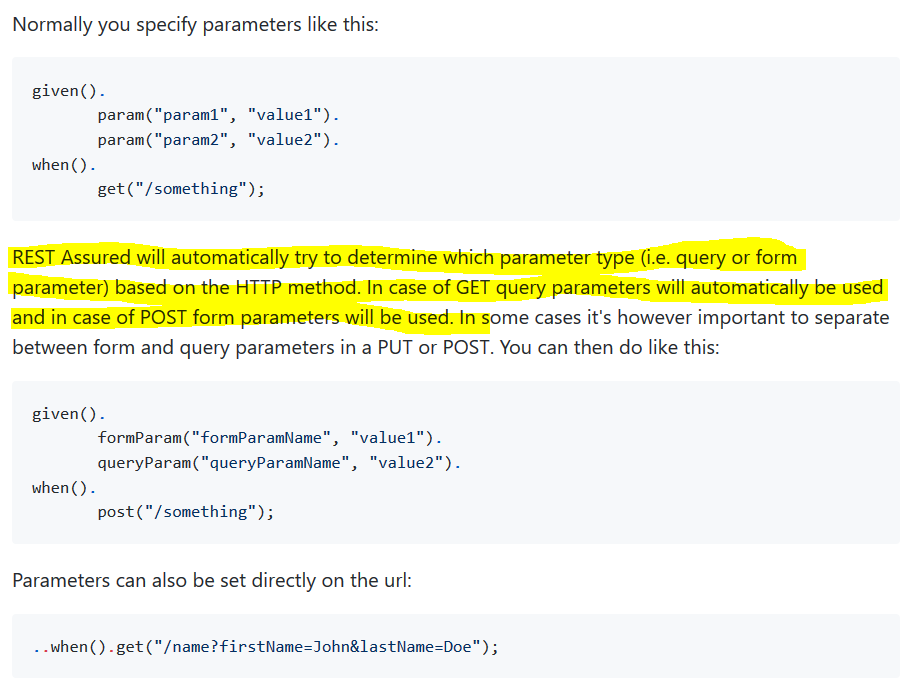 Normally you specify parameters like this:
given().
param("param1", "value1").
param("param2", "value2").
when().
get("/something");
REST Assured will automatically try to determine which parameter type (i.e. query or form
parameter) based on the HTTP method. In case of GET query parameters will automatically be used
and in case of POST form parameters will be used. In some cases it's however important to separate
between form and query parameters in a PUT or POST. You can then do like this:
given().
formParam("formParamName", "value1").
queryParam("queryParamName", "value2").
when().
post("/something");
Parameters can also be set directly on the url:
..when().get("/name?firstName=John&lastName=Doe");